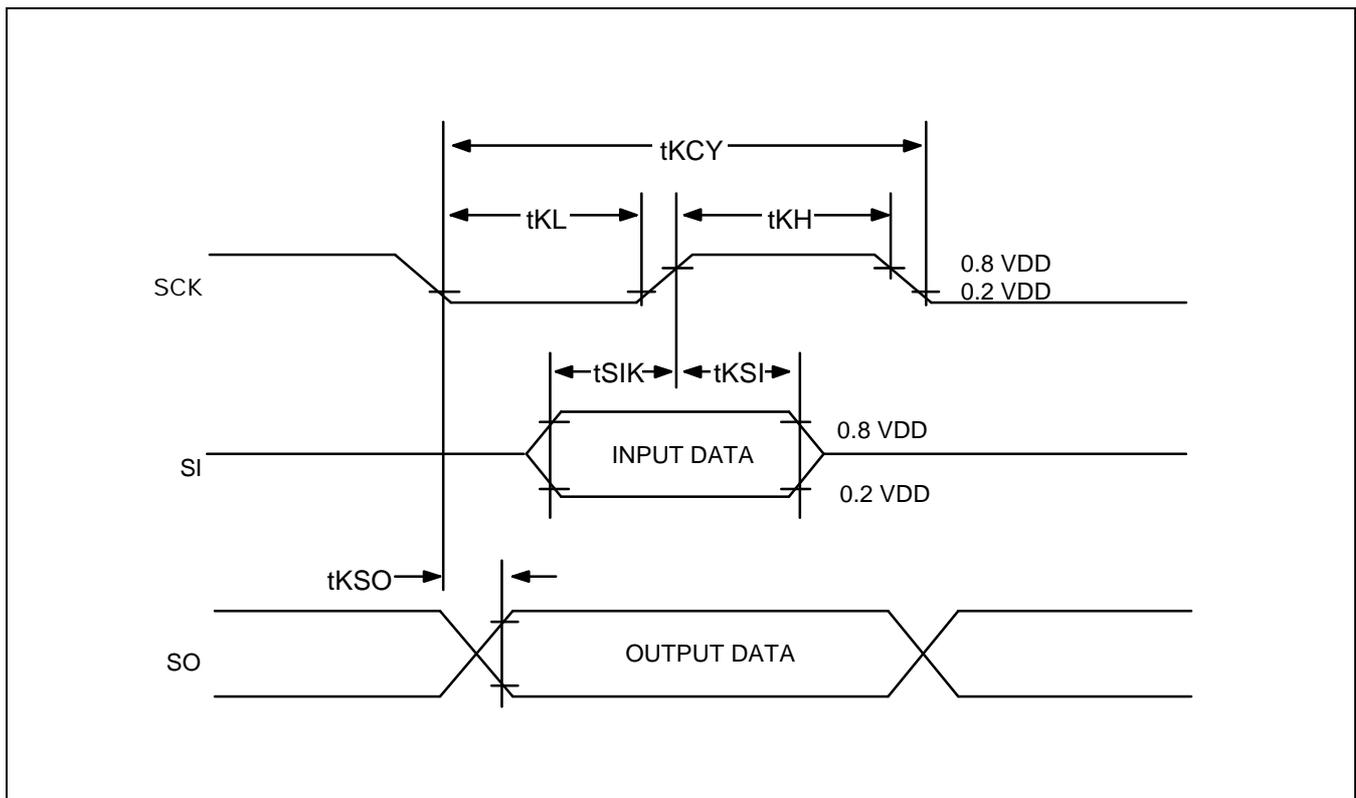 tKCY
tKL
tKH
SCK
0.8 VDD
0.2 VDD
tSIK
tKSI
SI
INPUT DATA
0.8 VDD
0.2 VDD
tKSO
SO
OUTPUT DATA